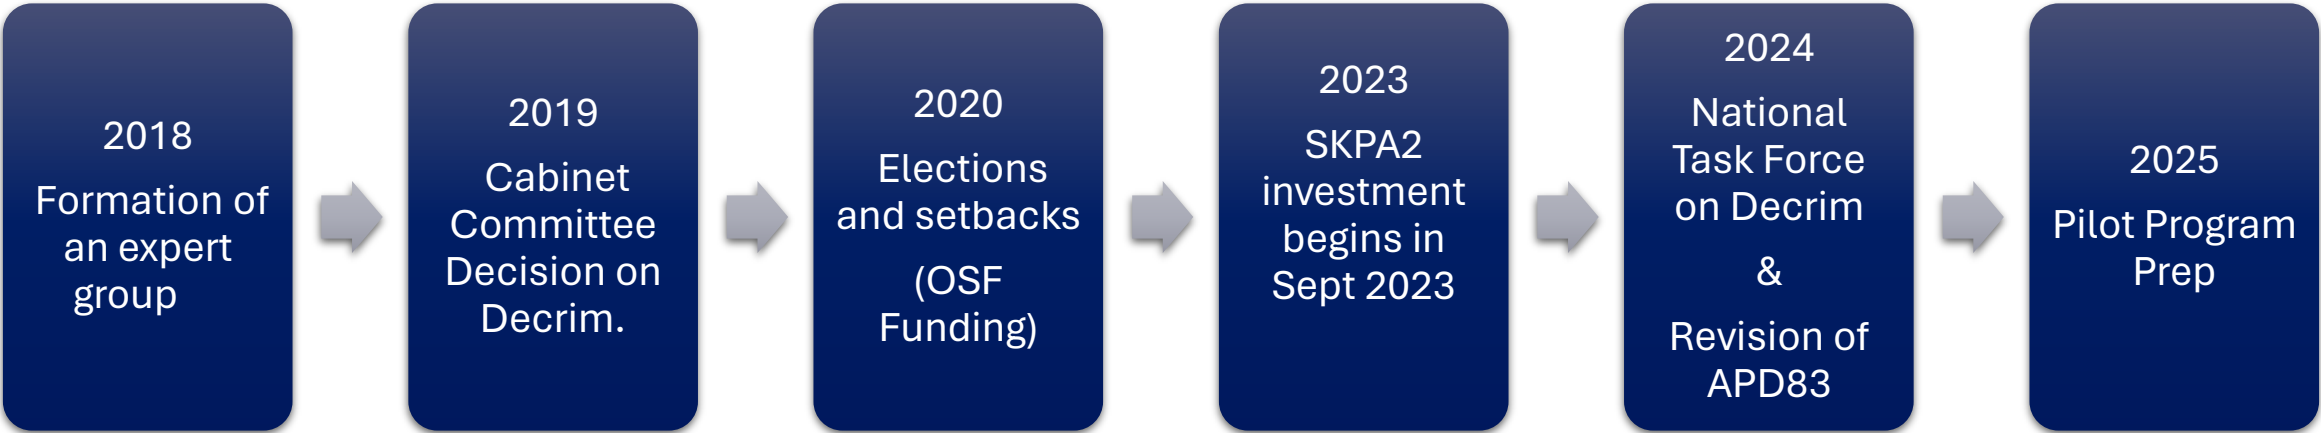 2018
Formation of
an expert
group
2019
Cabinet
Committee
Decision on
Decrim.
2020
Elections
and setbacks
(OSF
Funding)
2023
SKPA2
investment
begins in
Sept 2023
2024
National
Task Force
on Decrim
&
Revision of
APD83
2025
Pilot Program
Prep